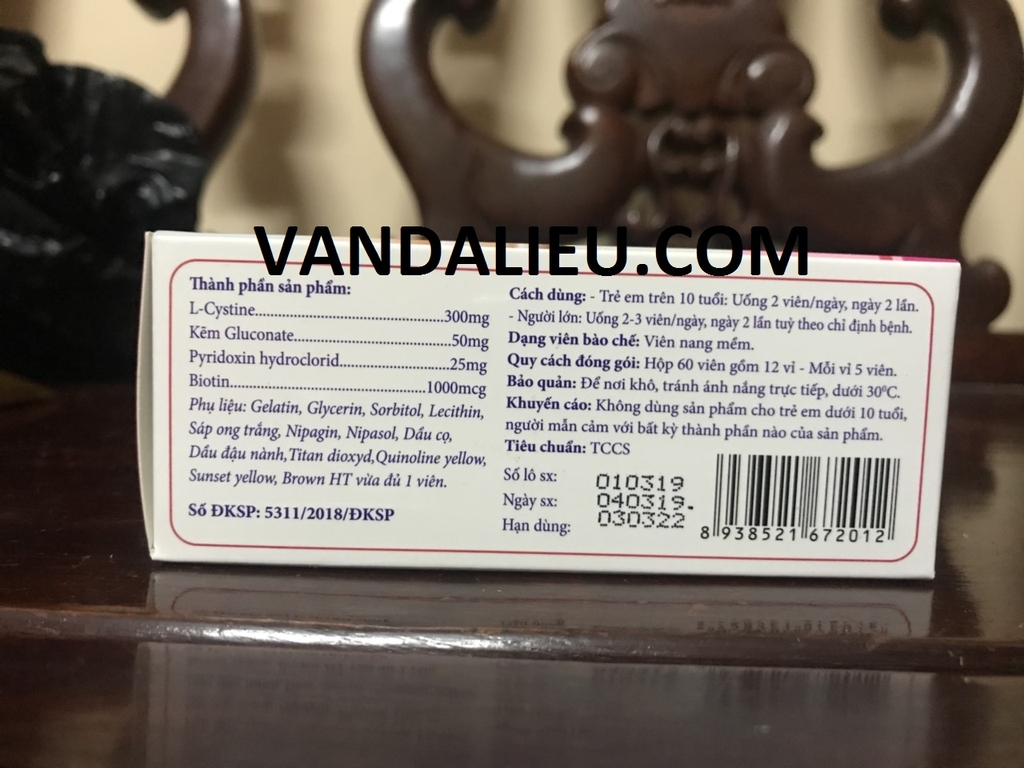 VANDALIEU.COM
Thành phần sản phẩm:
L-Cystine..................................................300mg
Kẽm Gluconate..........................................50mg
Pyridoxin hydroclorid...............................25mg
Biotin....................................................1000mcg
Phụ liệu: Gelatin, Glycerin, Sorbitol, Lecithin,
Sáp ong trắng, Nipagin, Nipasol, Dầu cọ,
Dầu đậu nành,Titan dioxyd,Quinoline yellow,
Sunset yellow, Brown HT vừa đủ 1 viên.
Số ĐKSP: 5311/2018/ĐKSP
Cách dùng: - Trẻ em trên 10 tuổi: Uống 2 viên/ngày, ngày 2 lần.
- Người lớn: Uống 2-3 viên/ngày, ngày 2 lần tuỳ theo chỉ định bệnh.
Dạng viên bào chế: Viên nang mềm.
Quy cách đóng gói: Hộp 60 viên gồm 12 vỉ - Mỗi vỉ 5 viên.
Bảo quản: Để nơi khô, tránh ánh nắng trực tiếp, dưới 30⁰C.
Khuyến cáo: Không dùng sản phẩm cho trẻ em dưới 10 tuổi,
người mẫn cảm với bất kỳ thành phần nào của sản phẩm.
Tiêu chuẩn: TCCS
Số lô sx: 010319
Ngày sx: 040319.
Hạn dùng: 030322
8 938521 672012